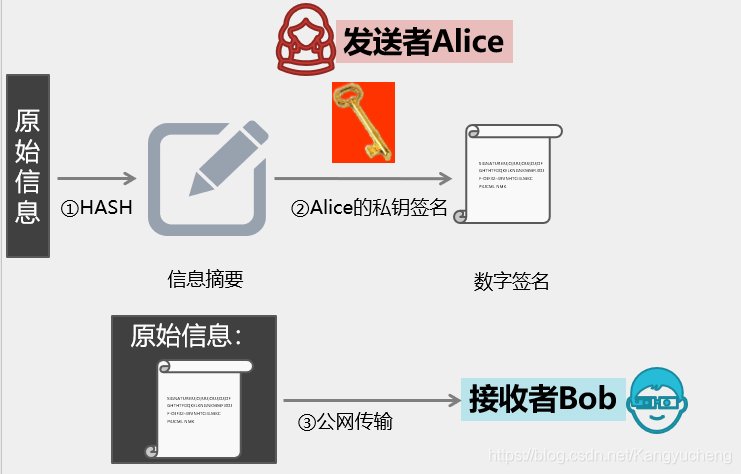 发送者Alice
原始信息
①HASH
②Alice的私钥签名
信息摘要
数字签名
原始信息：
③公网传输
接收者Bob
https://blog.csdn.net/Kangyucheng